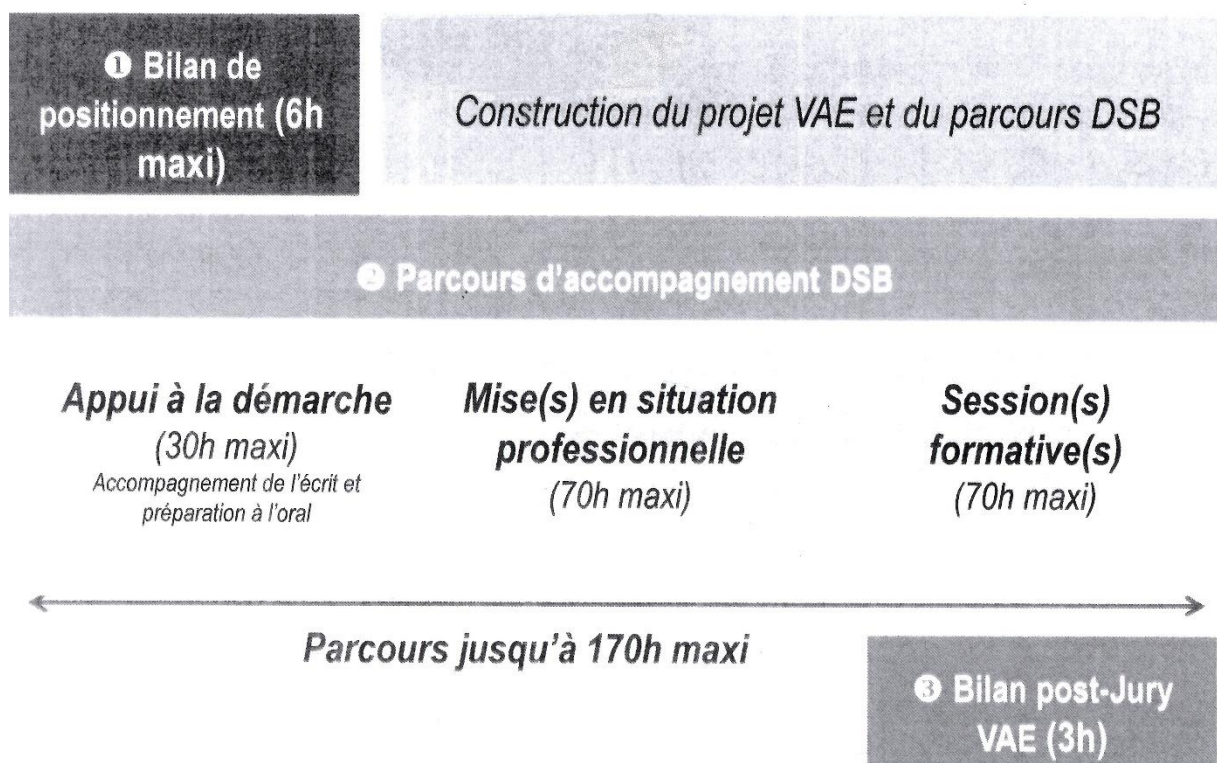 ❶ Bilan de
positionnement (6h
maxi)
Construction du projet VAE et du parcours DSB
❷ Parcours d'accompagnement DSB
Appui à la démarche
(30h maxi)
Accompagnement de l'écrit et
préparation à l'oral
Mise(s) en situation
professionnelle
(70h maxi)
Session(s)
formative(s)
(70h maxi)
Parcours jusqu'à 170h maxi
❸ Bilan post-Jury
VAE (3h)